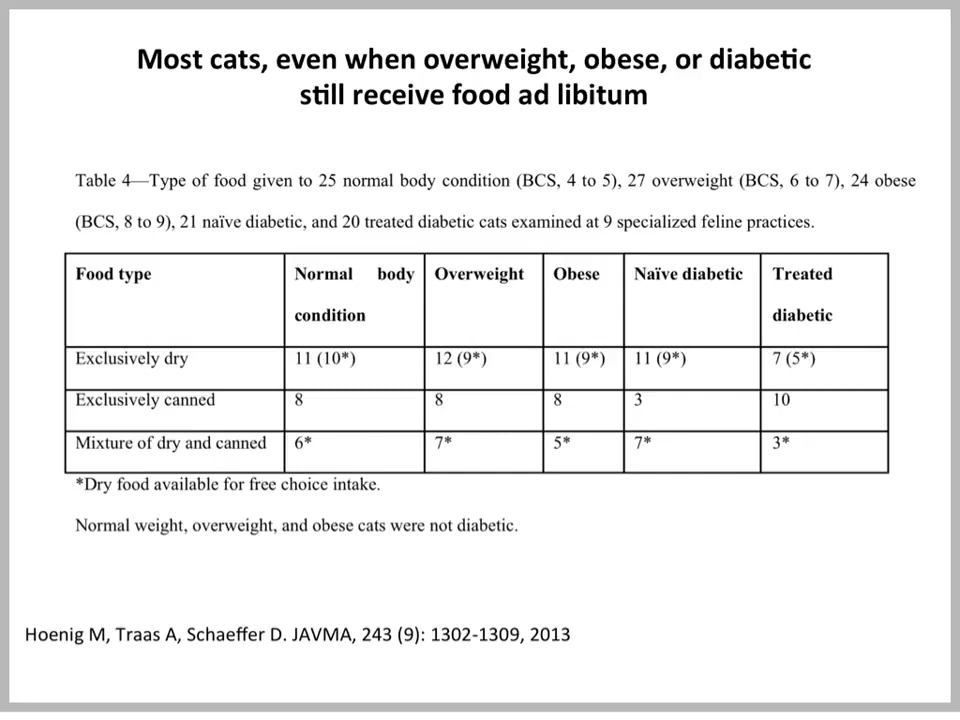 Most cats, even when overweight, obese, or diabetic
still receive food ad libitum
Table 4—Type of food given to 25 normal body condition (BCS, 4 to 5), 27 overweight (BCS, 6 to 7), 24 obese
(BCS, 8 to 9), 21 naïve diabetic, and 20 treated diabetic cats examined at 9 specialized feline practices.
Food type Normal body Overweight Obese Naïve diabetic Treated
condition diabetic
Exclusively dry 11 (10*) 12 (9*) 11 (9*) 11 (9*) 7 (5*)
Exclusively canned 8 8 8 3 10
Mixture of dry and canned 6* 7* 5* 7* 3*
*Dry food available for free choice intake.
Normal weight, overweight, and obese cats were not diabetic.
Hoenig M, Traas A, Schaeffer D. JAVMA, 243 (9): 1302-1309, 2013